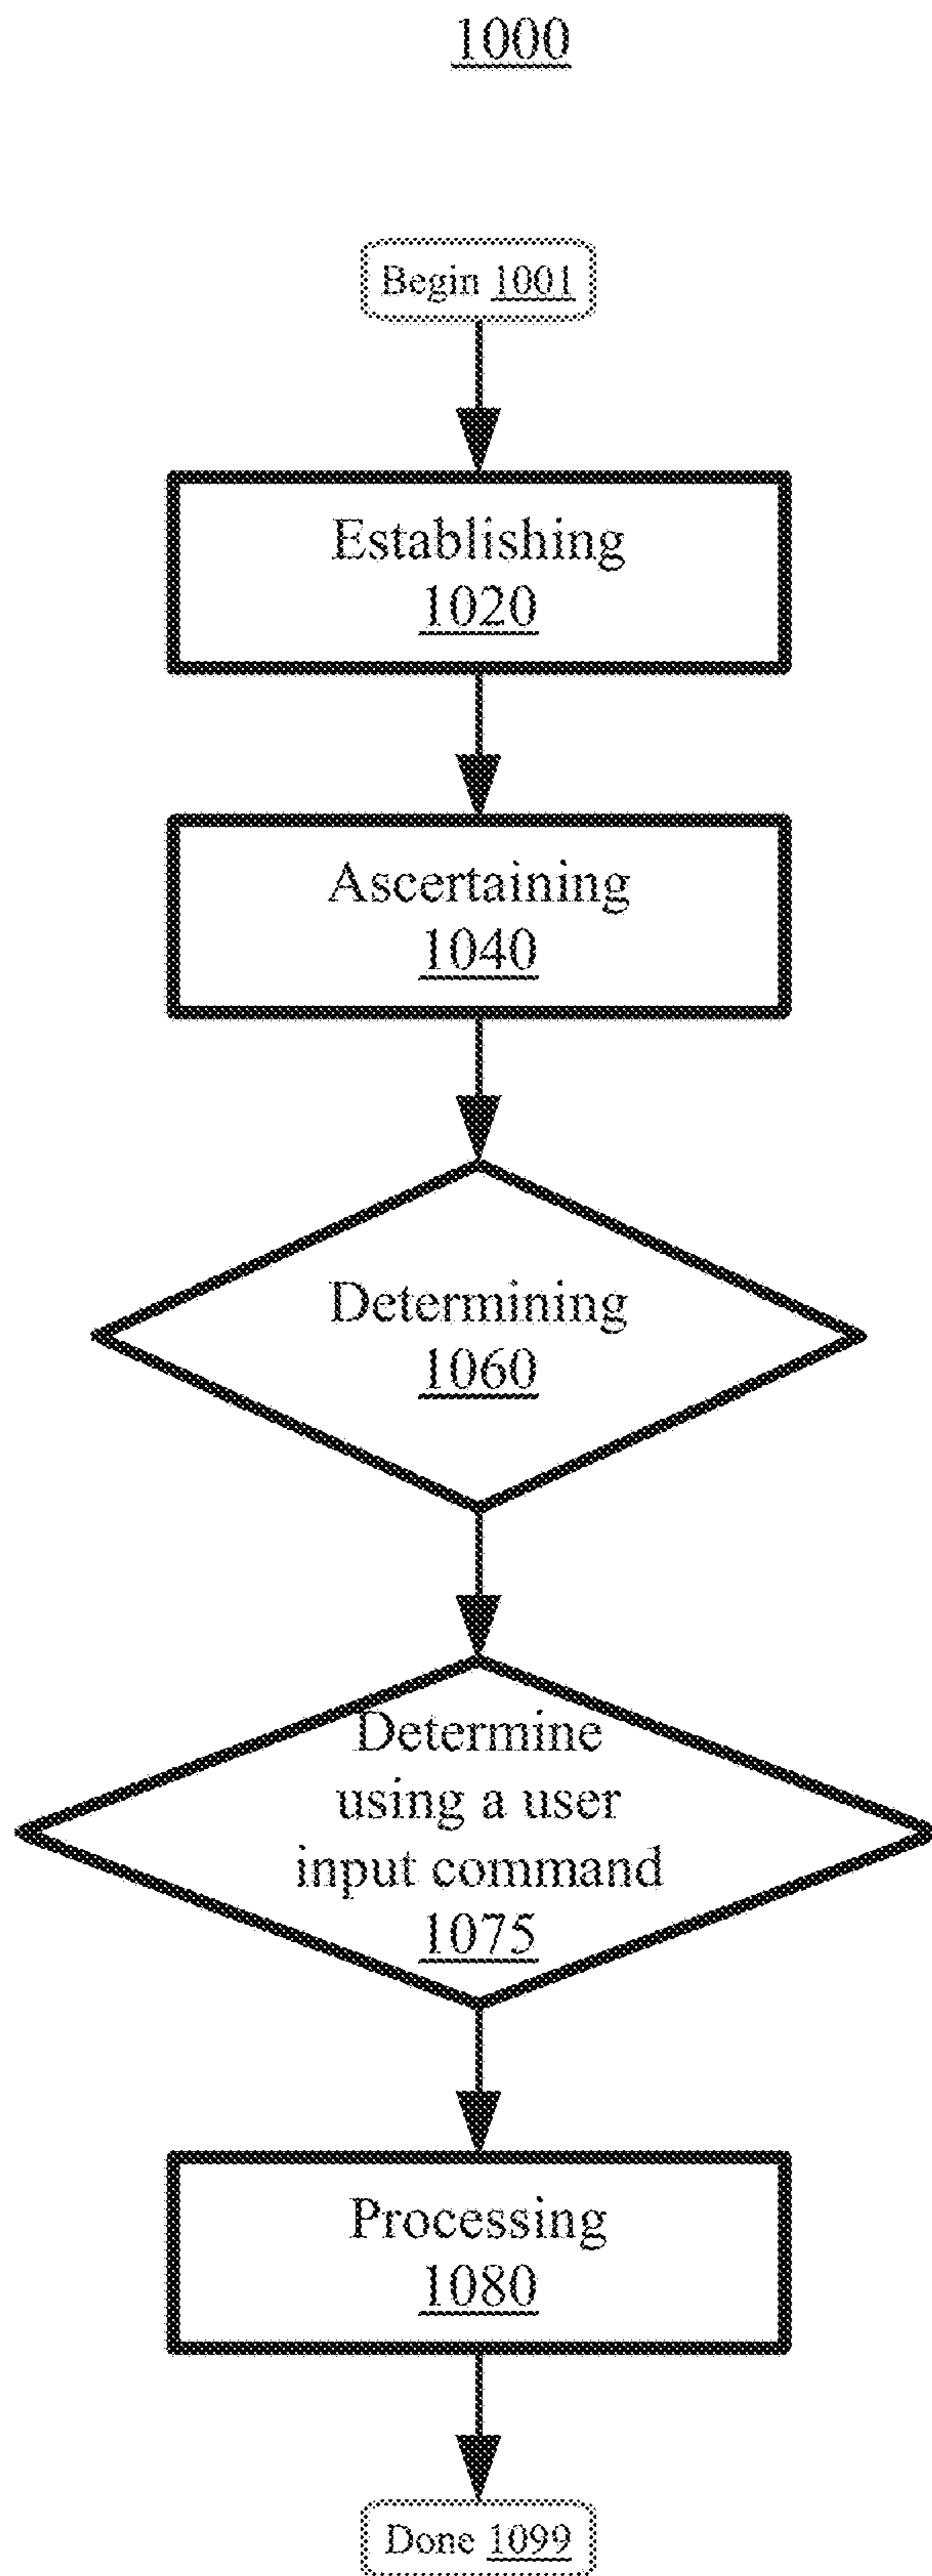 1000
Begin 1001
Establishing
1020
Ascertaining
1040
Determining
1060
Determine
using a user
input command
1075
Processing
1080
Done 1099